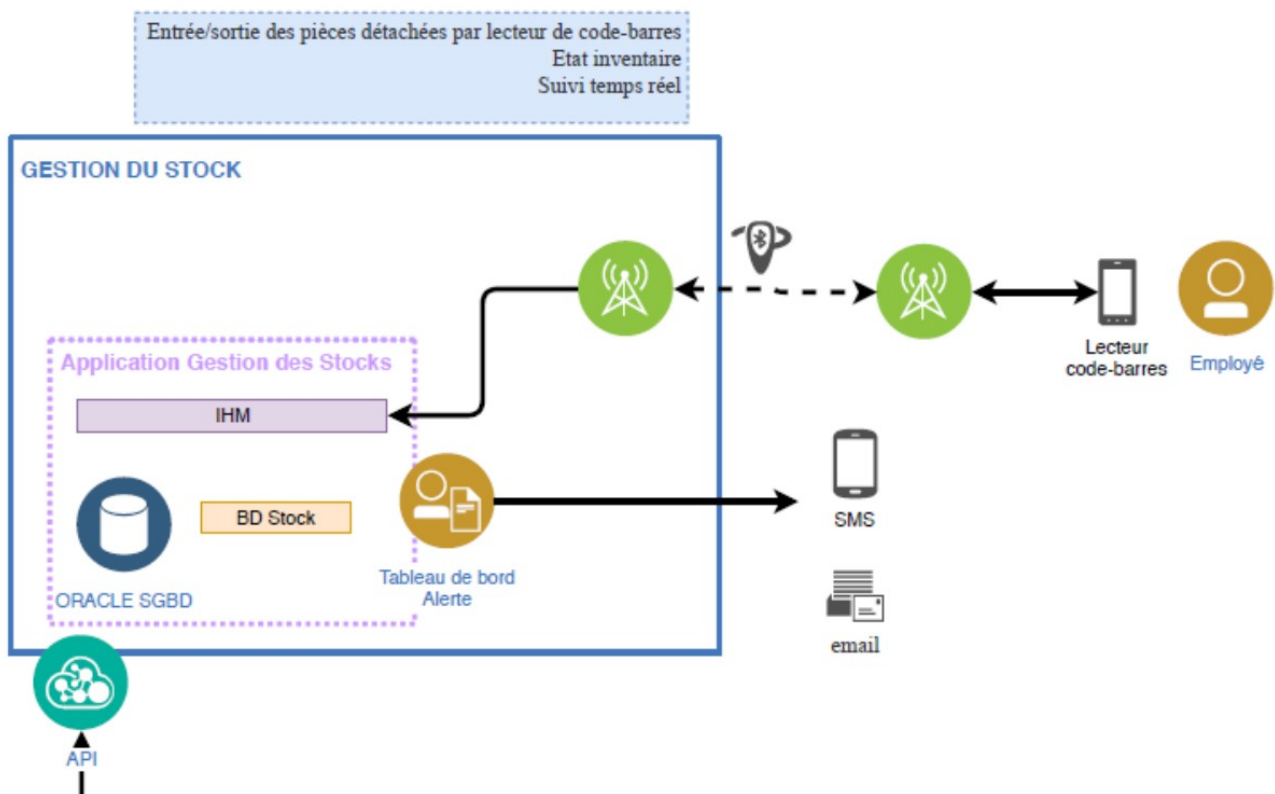 Entrée/sortie des pièces détachées par lecteur de code-barres
Etat inventaire
Suivi temps réel
GESTION DU STOCK
Application Gestion des Stocks
IHM
BD Stock
ORACLE SGBD
Tableau de bord
Alerte
Lecteur
code-barres
Employé
SMS
email
API